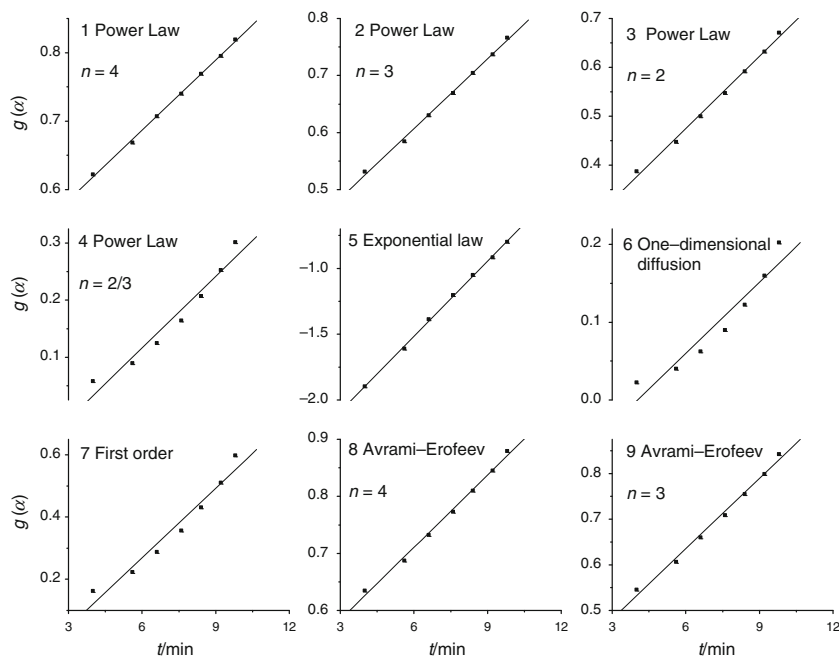 1 Power Law
n = 4
g (α)
0.8
0.7
0.6
2 Power Law
n = 3
0.8
0.7
0.6
0.5
3 Power Law
n = 2
0.7
0.6
0.5
0.4
4 Power Law
n = 2/3
g (α)
0.3
0.2
0.1
5 Exponential law
–1.0
–1.5
–2.0
6 One–dimensional
diffusion
0.2
0.1
0.0
7 First order
g (α)
0.6
0.4
0.2
3 6 9 12
t/min
8 Avrami–Erofeev
n = 4
0.9
0.8
0.7
0.6
3 6 9 12
t/min
9 Avrami–Erofeev
n = 3
0.8
0.7
0.6
0.5
3 6 9 12
t/min